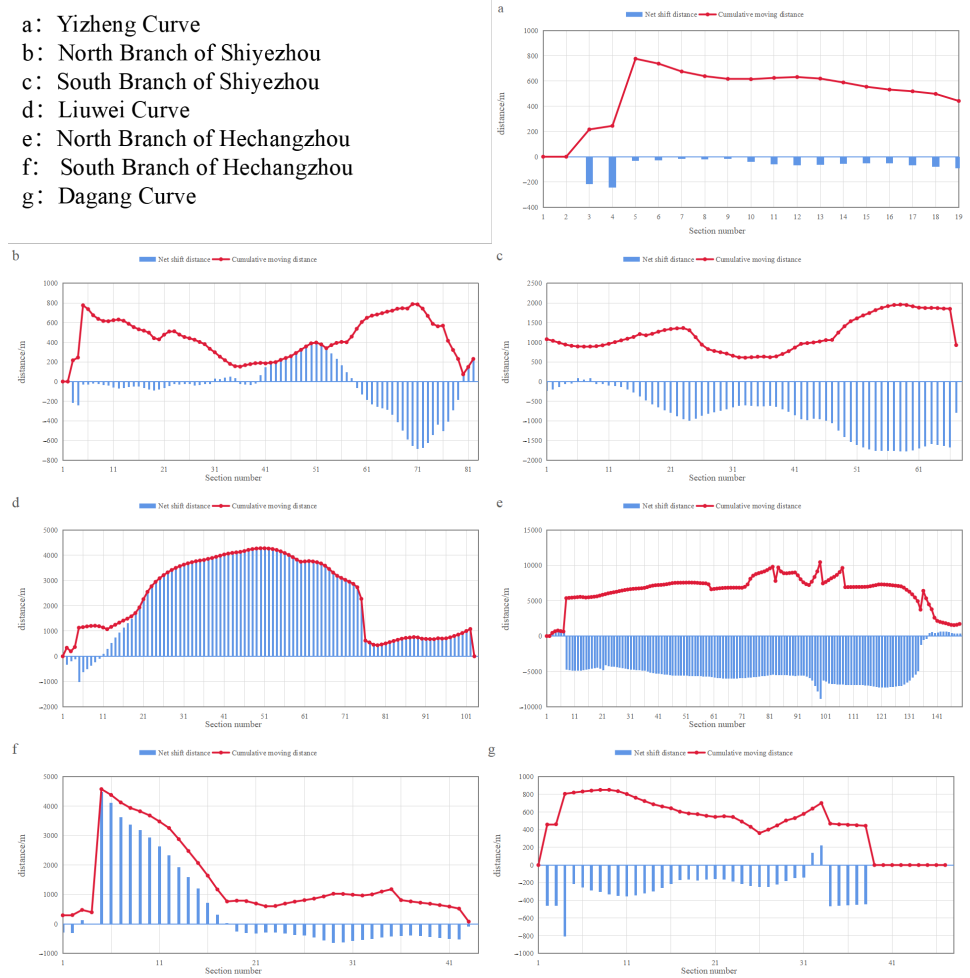 a： Yizheng Curve
b： North Branch of Shiyezhou
c： South Branch of Shiyezhou
d： Liuwei Curve
e： North Branch of Hechangzhou
f： South Branch of Hechangzhou
g： Dagang Curve
a
Net shift distance Cumulative moving distance
distance/m
1000
800
600
400
200
0
−200
−400
1 2 3 4 5 6 7 8 9 10 11 12 13 14 15 16 17 18 19
Section number
b
Net shift distance Cumulative moving distance
distance/m
1000
800
600
400
200
0
−200
−400
−600
−800
1 11 21 31 41 51 61 71 81
Section number
c
Net shift distance Cumulative moving distance
distance/m
2500
2000
1500
1000
500
0
−500
−1000
−1500
−2000
1 11 21 31 41 51 61
Section number
d
Net shift distance Cumulative moving distance
distance/m
5000
4000
3000
2000
1000
0
−1000
−2000
1 11 21 31 41 51 61 71 81 91 101
Section number
e
Net shift distance Cumulative moving distance
distance/m
15000
10000
5000
0
−5000
−10000
1 11 21 31 41 51 61 71 81 91 101 111 121 131 141
Section number
f
Net shift distance Cumulative moving distance
distance/m
5000
4000
3000
2000
1000
0
−1000
1 11 21 31 41
Section number
g
Net shift distance Cumulative moving distance
distance/m
1000
800
600
400
200
0
−200
−400
−600
−800
−1000
1 11 21 31 41
Section number